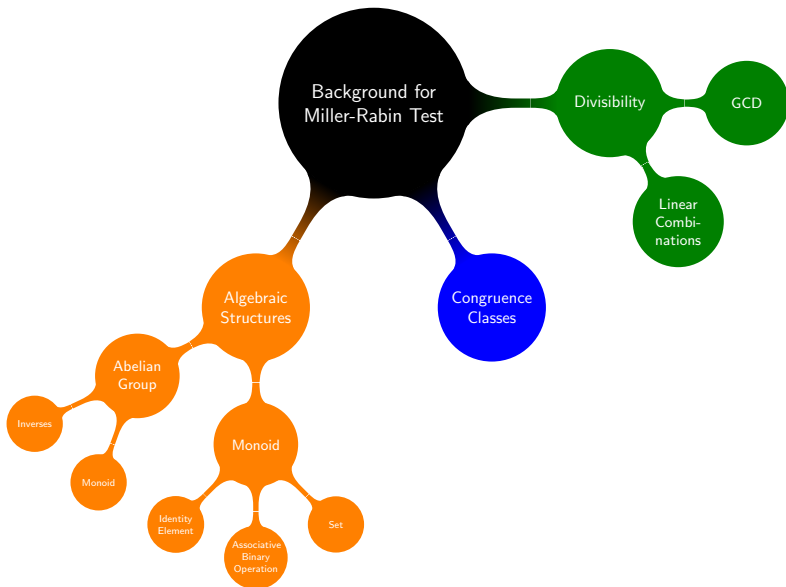 Background for
Miller-Rabin Test
Divisibility
GCD
Linear
Combi-
nations
Congruence
Classes
Algebraic
Structures
Abelian
Group
Inverses
Monoid
Monoid
Identity
Element
Associative
Binary
Operation
Set